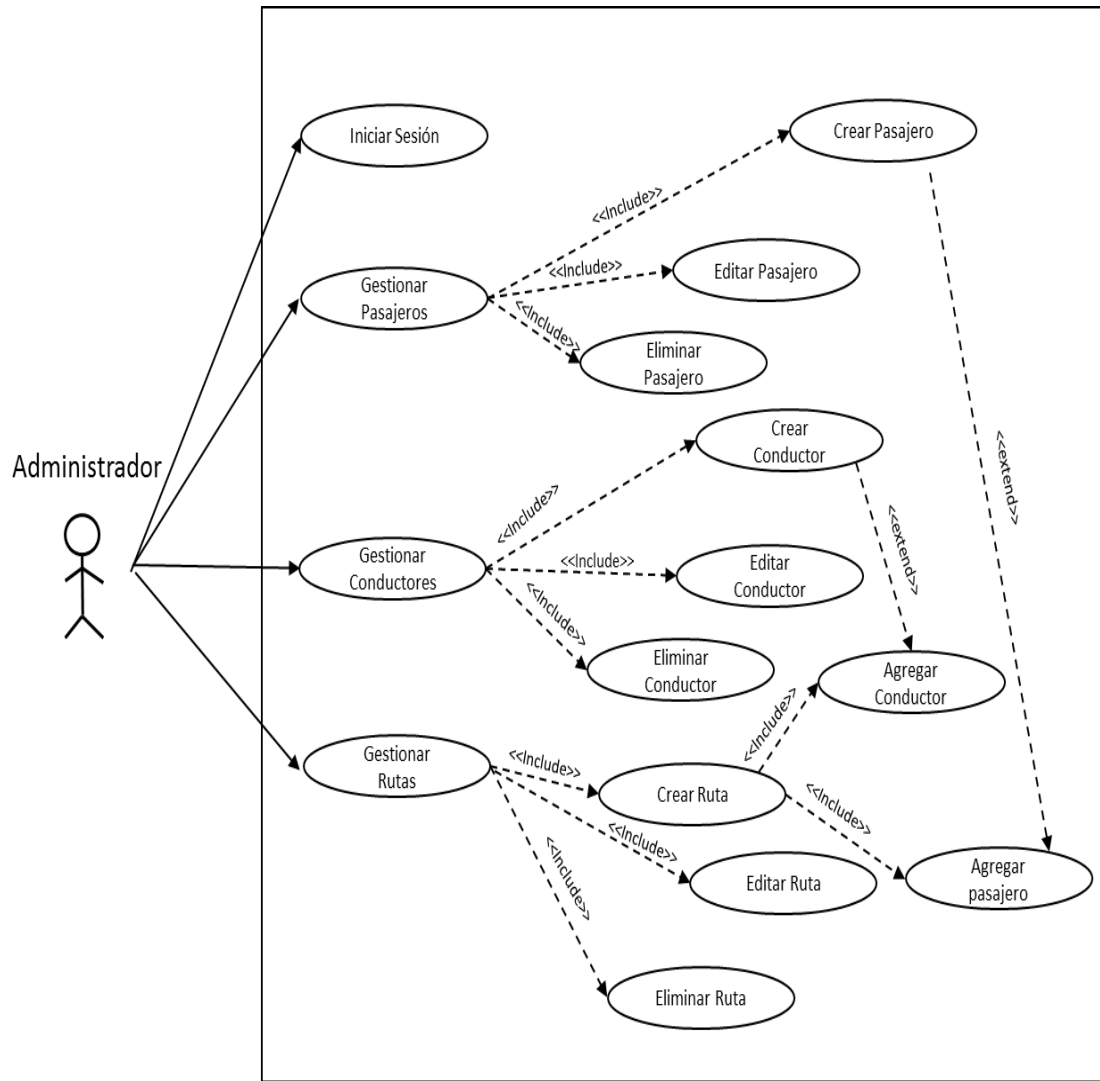 Iniciar Sesión
Crear Pasajero
<<Include>>
<<Include>>
Editar Pasajero
Gestionar
Pasajeros
<<Include>>
Eliminar
Pasajero
Crear
Conductor
Administrador
<<extend>>
<<Include>>
<<extend>>
Gestionar
Conductores
<<Include>>
Editar
Conductor
<<Include>>
Eliminar
Conductor
Agregar
Conductor
<<Include>>
Gestionar
Rutas
<<Include>>
Crear Ruta
<<Include>>
<<Include>>
<<Include>>
Editar Ruta
Agregar
pasajero
Eliminar Ruta